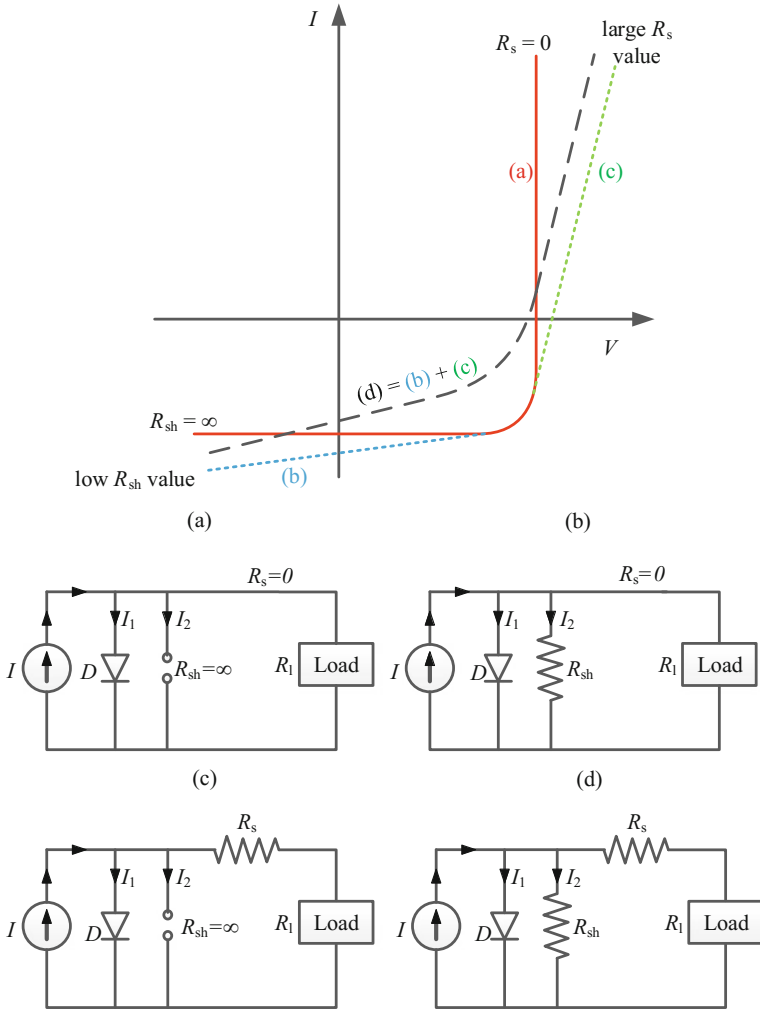 I
large Rs
value
Rs = 0
(a)
(c)
V
(d) = (b) + (c)
Rsh = ∞
low Rsh value
(b)
(a)
(b)
Rs=0
I1
I2
I
D
Rsh=∞
Rl
Load
Rs=0
I1
I2
I
D
Rsh
Rl
Load
(c)
(d)
Rs
I1
I2
I
D
Rsh=∞
Rl
Load
Rs
I1
I2
I
D
Rsh
Rl
Load